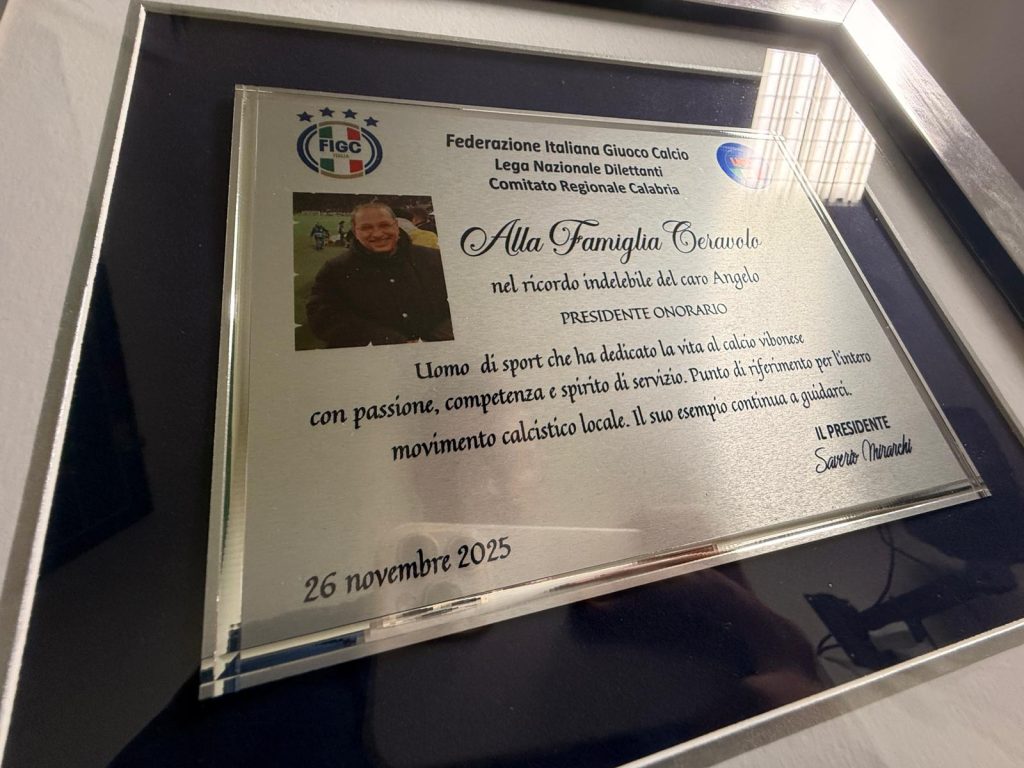 FIGC
ITALIA
Federazione Italiana Giuoco Calcio
Lega Nazionale Dilettanti
Comitato Regionale Calabria
Alla Famiglia Ceravolo
nel ricordo indelebile del caro Angelo
PRESIDENTE ONORARIO
Uomo di sport che ha dedicato la vita al calcio vibonese
con passione, competenza e spirito di servizio. Punto di riferimento per l'intero
movimento calcistico locale. Il suo esempio continua a guidarci.
IL PRESIDENTE
Saverio Mirarchi
26 novembre 2025